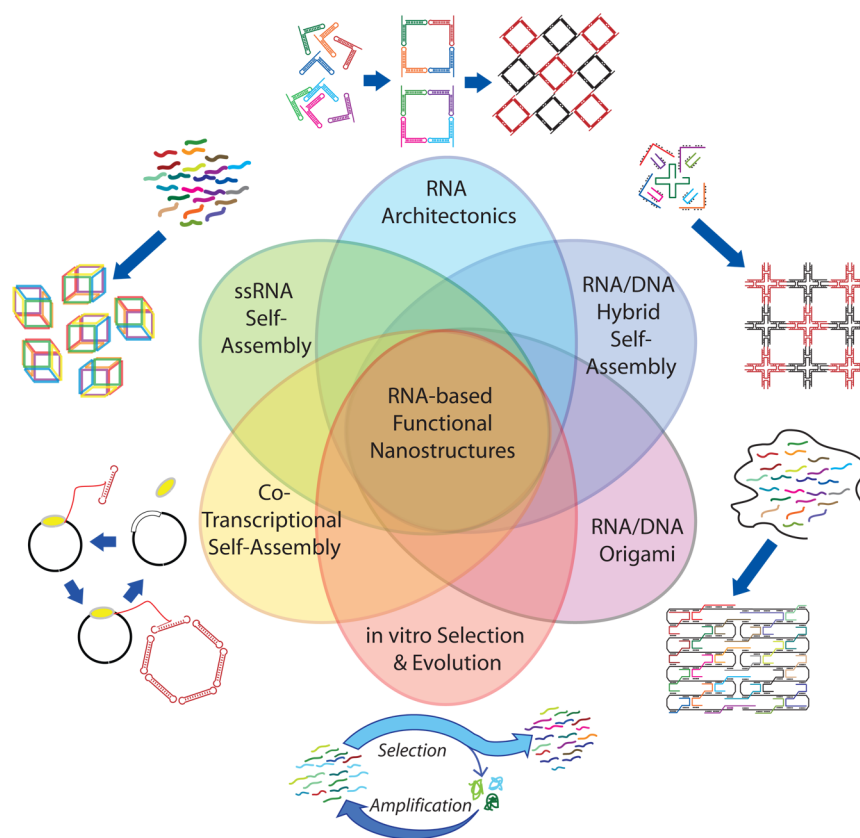 RNA
Architectonics
ssRNA
Self-
Assembly
RNA/DNA
Hybrid
Self-
Assembly
RNA-based
Functional
Nanostructures
Co-
Transcriptional
Self-Assembly
RNA/DNA
Origami
in vitro Selection
& Evolution
Selection
Amplification